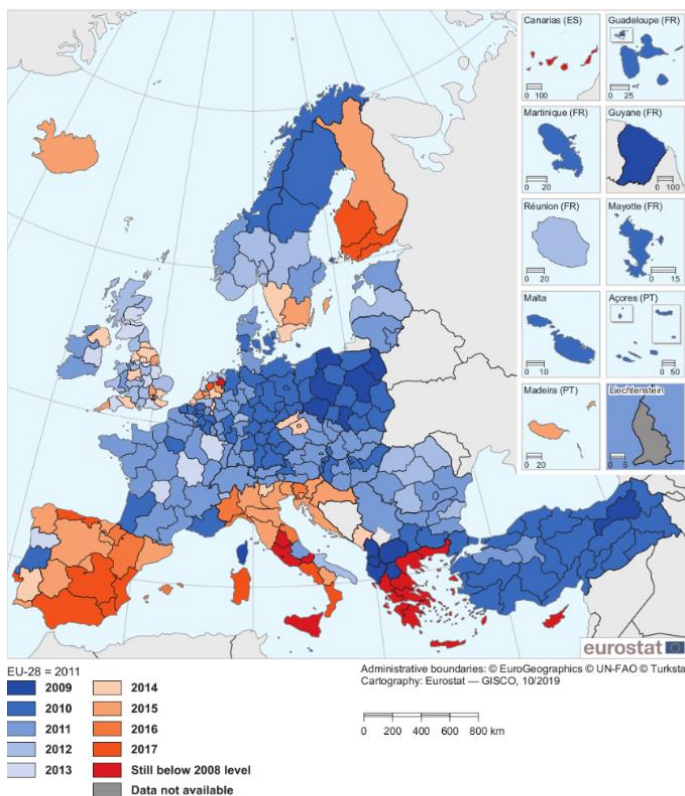 Canarias (ES)
0 100
Guadeloupe (FR)
0 25
Martinique (FR)
0 20
Guyane (FR)
0 100
Réunion (FR)
0 20
Mayotte (FR)
0 15
Malta
0 10
Açores (PT)
0 50
Madeira (PT)
0 20
Liechtenstein
0 5
eurostat
EU-28 = 2011
2009
2010
2011
2012
2013
2014
2015
2016
2017
Still below 2008 level
Data not available
Administrative boundaries: © EuroGeographics © UN-FAO © Turksta
Cartography: Eurostat — GISCO, 10/2019
0 200 400 600 800 km